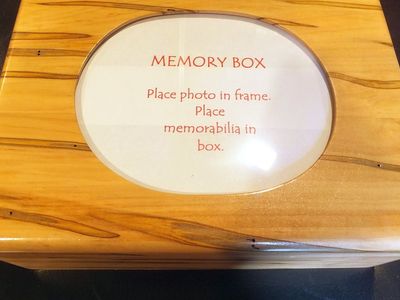 MEMORY BOX
Place photo in frame.
Place
memorabilia in
box.